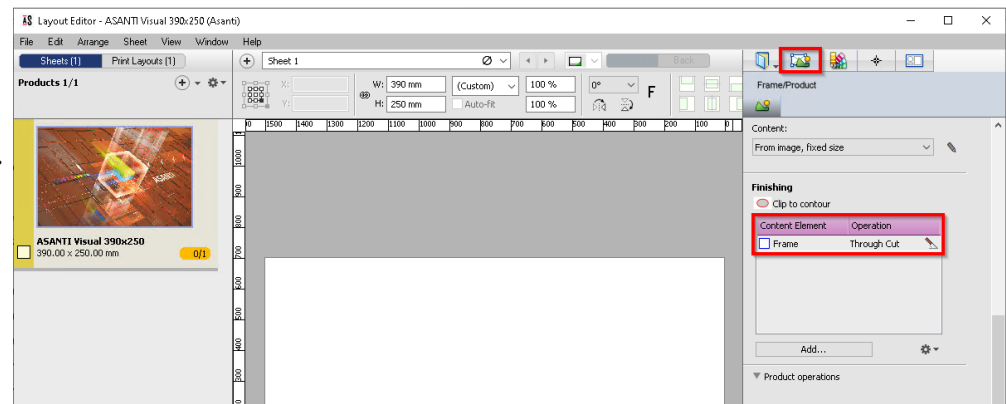 AS Layout Editor - ASANTI Visual 390x250 (Asanti)
File Edit Arrange Sheet View Window Help
Sheets (1) Print Layouts (1) Sheet 1 Back
Products 1/1 X: W: 390 mm (Custom) 100 % 0° F
Y: H: 250 mm Auto-fit 100 %
Frame/Product
1500 1400 1300 1200 1100 1000 900 800 700 600 500 400 300 200 100 0
Content:
From image, fixed size
1000
900
800
700
600
500
400
300
Finishing
Clip to contour
Content Element Operation
Frame Through Cut
ASANTI
ASANTI Visual 390x250
390.00 x 250.00 mm 0/1
Add...
Product operations